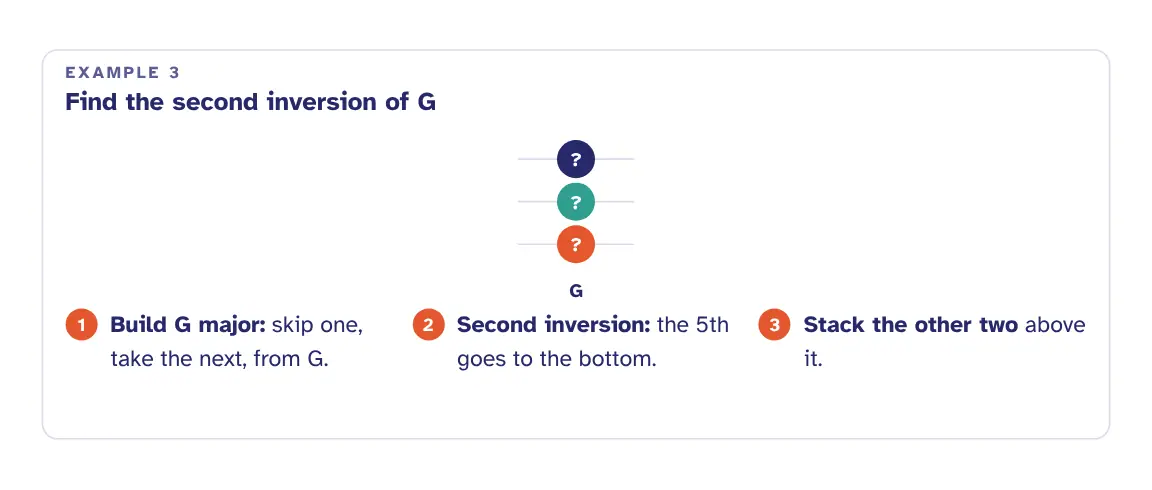 EXAMPLE 3
Find the second inversion of G
?
?
?
G
1 Build G major: skip one,
take the next, from G.
2 Second inversion: the 5th
goes to the bottom.
3 Stack the other two above
it.